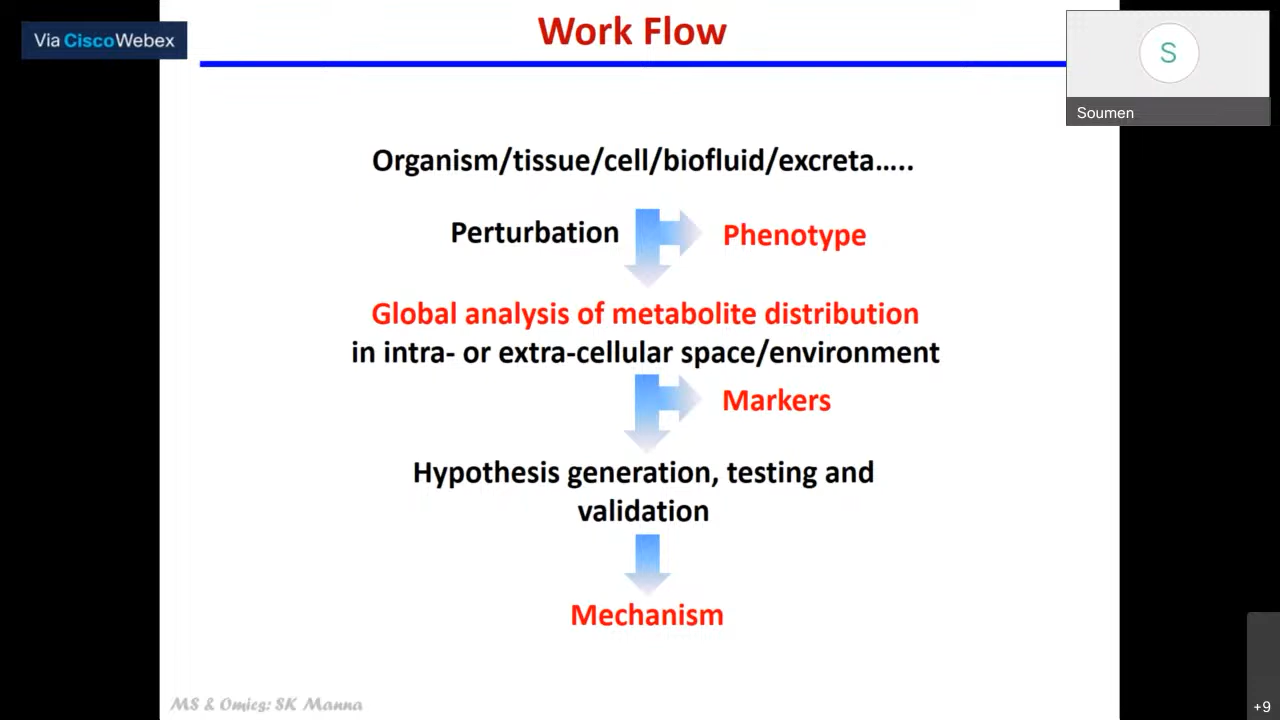 Work Flow
Via CiscoWebex
S
Soumen
Organism/tissue/cell/biofluid/excreta.....
Perturbation
Phenotype
Global analysis of metabolite distribution
in intra- or extra-cellular space/environment
Markers
Hypothesis generation, testing and
validation
Mechanism
MS & Omics: SK Manna
+9